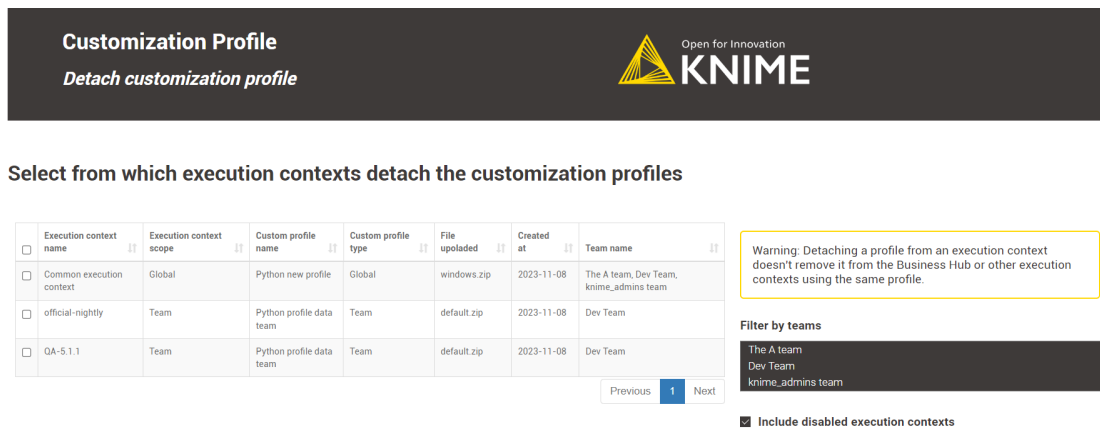 Customization Profile
Detach customization profile
Open for Innovation
KNIME
Select from which execution contexts detach the customization profiles
Execution context name
Execution context scope
Custom profile name
Custom profile type
File upoladed
Created at
Team name
Common execution context
Global
Python new profile
Global
windows.zip
2023-11-08
The A team, Dev Team, knime_admins team
official-nightly
Team
Python profile data team
Team
default.zip
2023-11-08
Dev Team
QA-5.1.1
Team
Python profile data team
Team
default.zip
2023-11-08
Dev Team
Previous
1
Next
Warning: Detaching a profile from an execution context
doesn't remove it from the Business Hub or other execution
contexts using the same profile.
Filter by teams
The A team
Dev Team
knime_admins team
Include disabled execution contexts